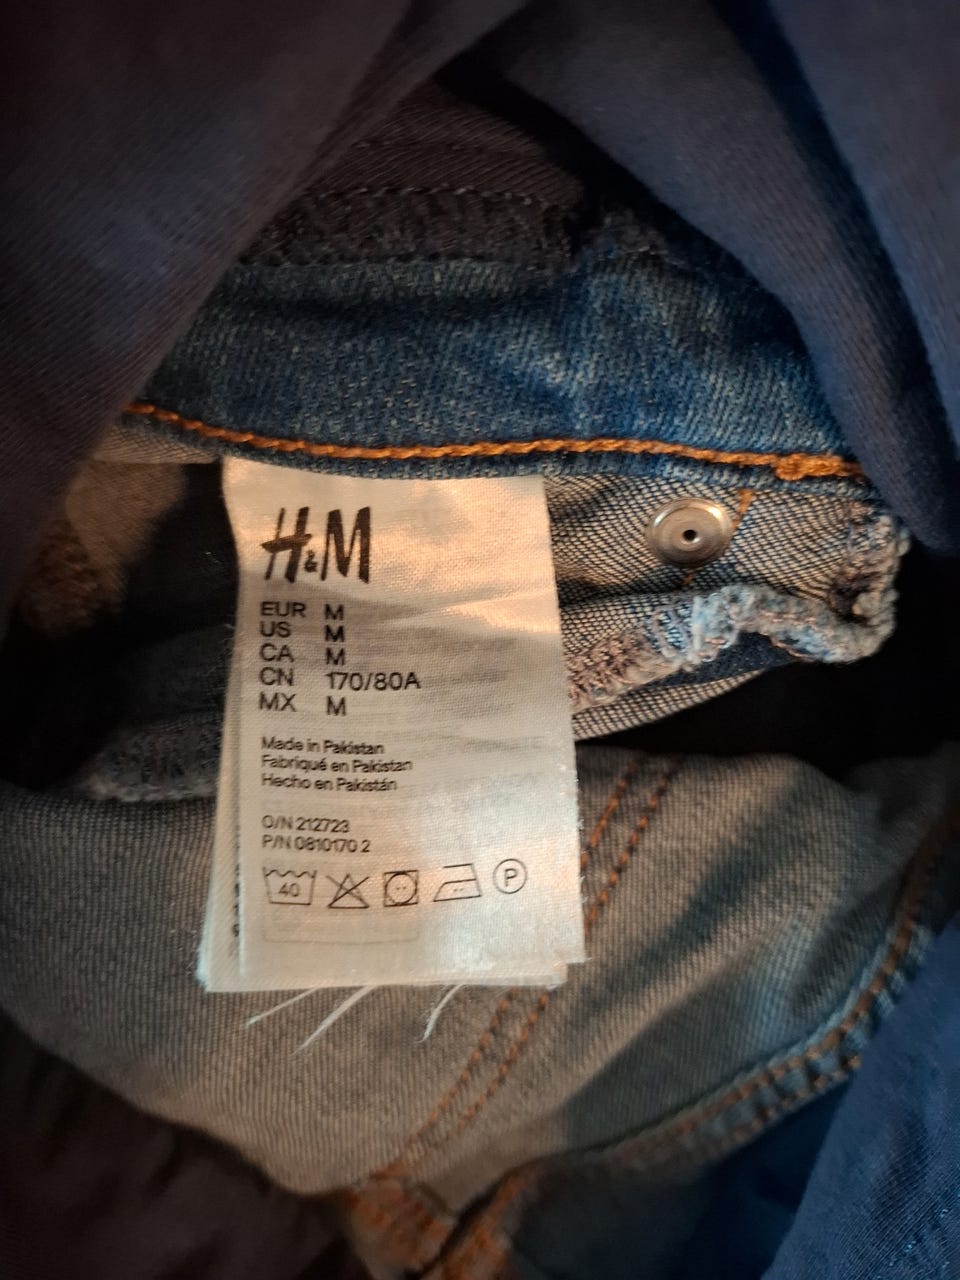 H&M
EUR M
US M
CA M
CN 170/80A
MX M
Made in Pakistan
Fabriqué en Pakistan
Hecho en Pakistán
O/N 212723
P/N 0810170 2
40 P